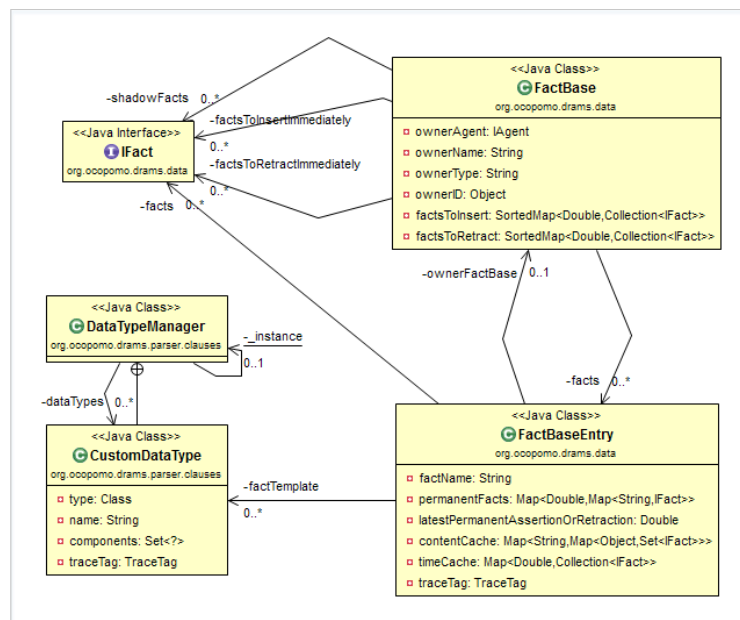 <<Java Class>>
FactBase
org.ocopomo.drams.data
ownerAgent: IAgent
ownerName: String
ownerType: String
ownerID: Object
factsToInsert: SortedMap<Double,Collection<IFact>>
factsToRetract: SortedMap<Double,Collection<IFact>>
-shadowFacts 0..*
-factsToInsertImmediately
0..*
-factsToRetractImmediately
0..*
<<Java Interface>>
I IFact
org.ocopomo.drams.data
-facts 0..*
-ownerFactBase 0..1
<<Java Class>>
C DataTypeManager
org.ocopomo.drams.parser.clauses
-_instance
0..1
-dataTypes 0..*
-facts 0..*
<<Java Class>>
C CustomDataType
org.ocopomo.drams.parser.clauses
type: Class
name: String
components: Set<?>
traceTag: TraceTag
-factTemplate
0..*
<<Java Class>>
C FactBaseEntry
org.ocopomo.drams.data
factName: String
permanentFacts: Map<Double,Map<String,IFact>>
latestPermanentAssertionOrRetraction: Double
contentCache: Map<String,Map<Object,Set<IFact>>>
timeCache: Map<Double,Collection<IFact>>
traceTag: TraceTag